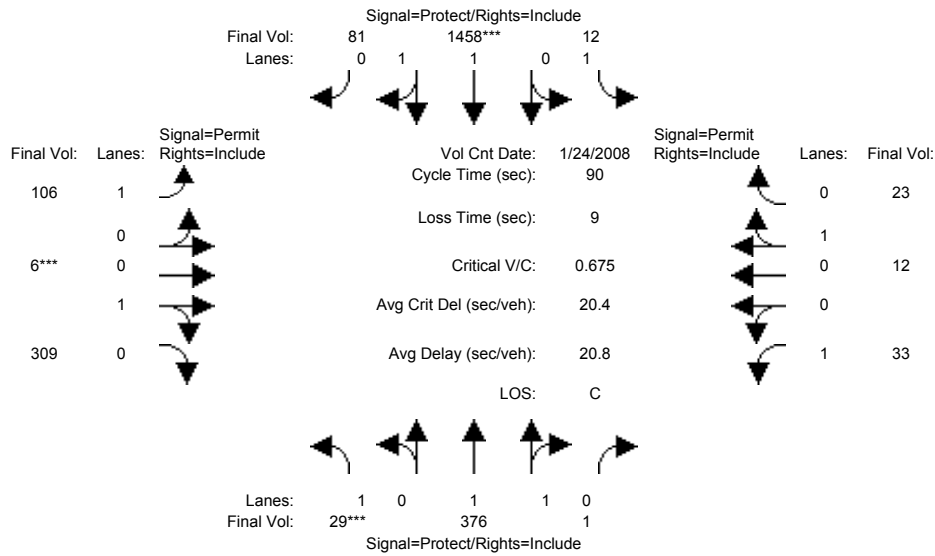 Signal=Protect/Rights=Include
Final Vol: 81 1458*** 12
Lanes: 0 1 1 0 1
Signal=Permit Signal=Permit
Final Vol: Lanes: Rights=Include Vol Cnt Date: 1/24/2008 Rights=Include Lanes: Final Vol:
Cycle Time (sec): 90
106 1 0 23
Loss Time (sec): 9
0 1
6*** 0 Critical V/C: 0.675 0 12
1 Avg Crit Del (sec/veh): 20.4 0
309 0 Avg Delay (sec/veh): 20.8 1 33
LOS: C
Lanes: 1 0 1 1 0
Final Vol: 29*** 376 1
Signal=Protect/Rights=Include